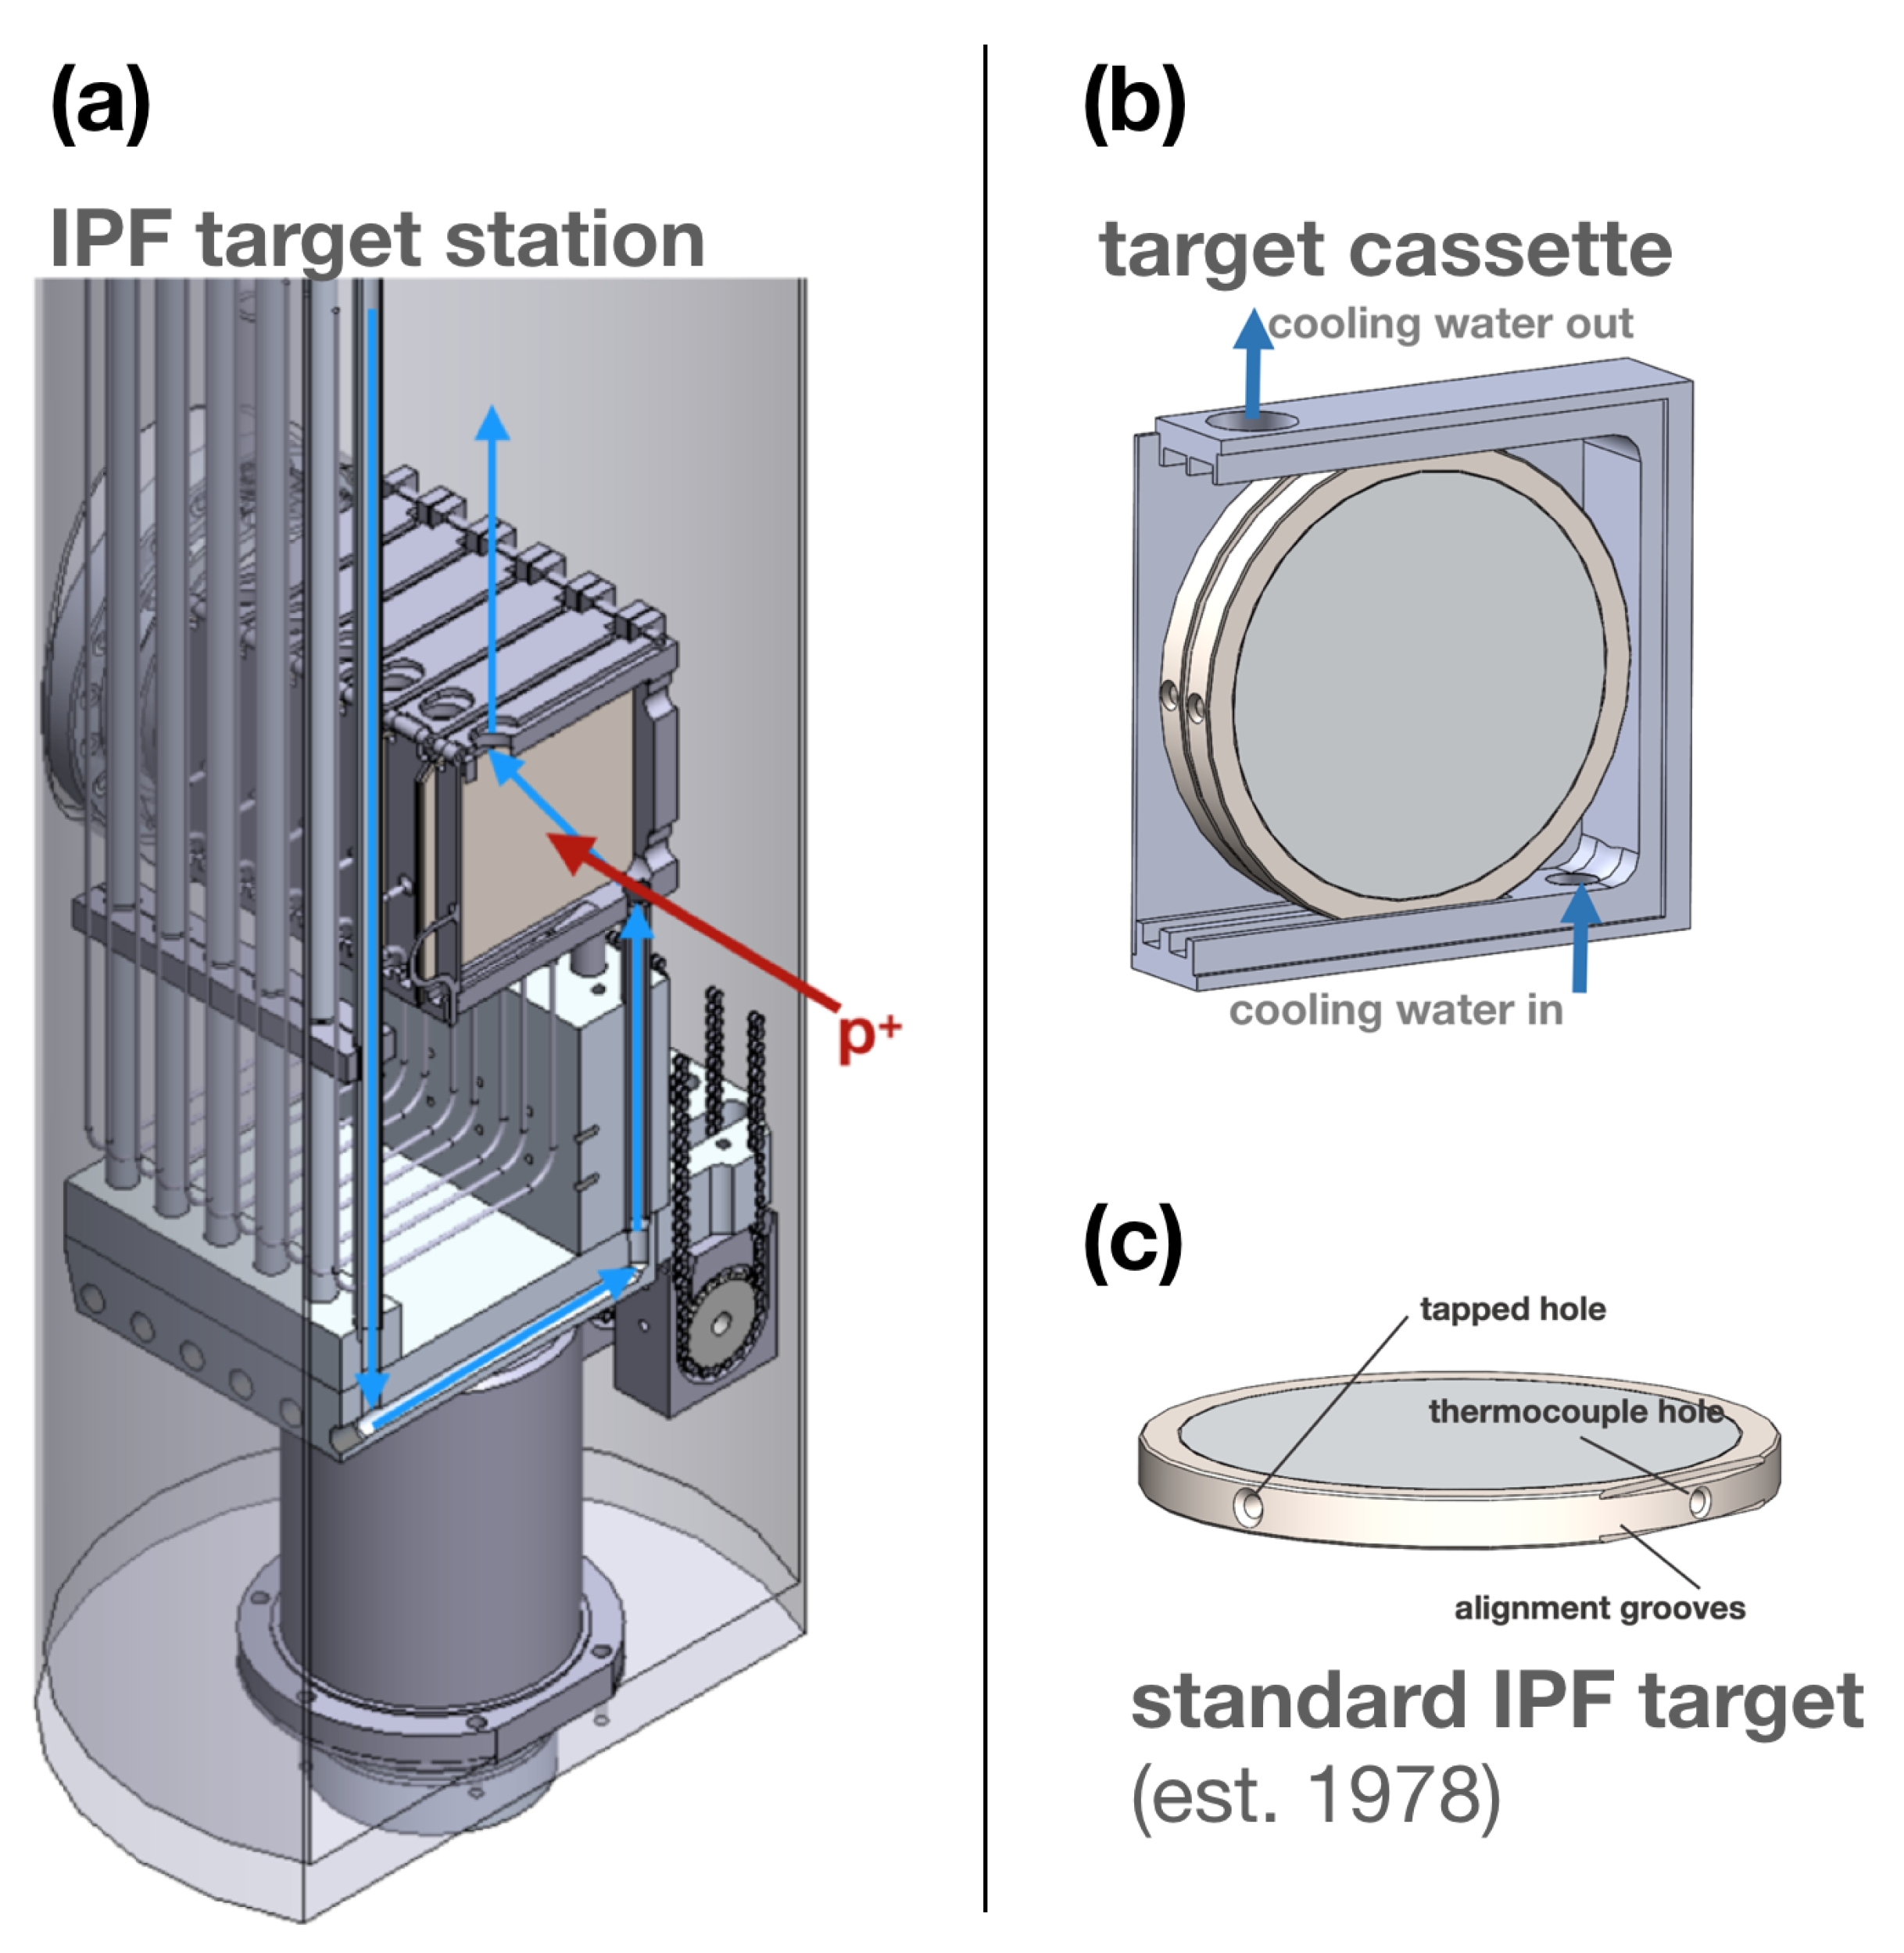 (a)
IPF target station
p+
(b)
target cassette
cooling water out
cooling water in
(c)
tapped hole
thermocouple hole
alignment grooves
standard IPF target
(est. 1978)